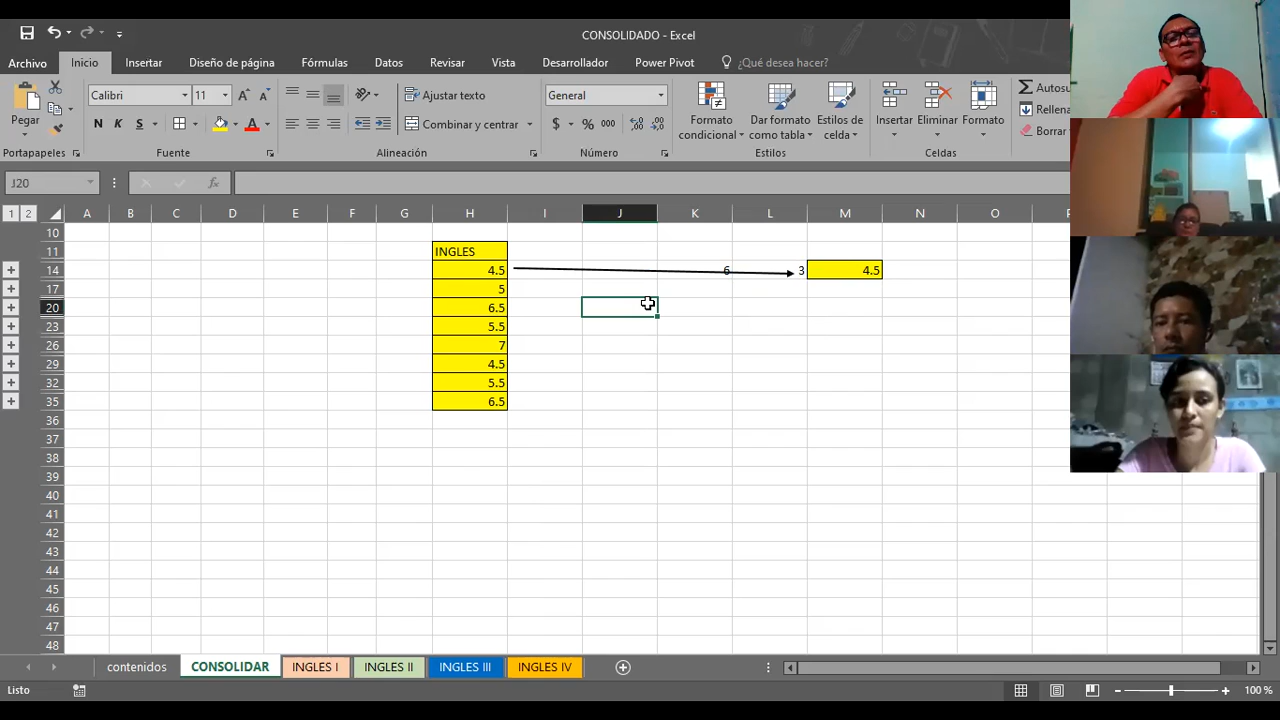 CONSOLIDADO - Excel
Archivo Inicio Insertar Diseño de página Fórmulas Datos Revisar Vista Desarrollador Power Pivot ¿Qué desea hacer?
Pegar
Calibri 11
N K S
Ajustar texto
Combinar y centrar
General
$ % 000
Formato condicional
Dar formato como tabla
Estilos de celda
Insertar Eliminar Formato
Autosu
Rellena
Borrar
Portapapeles Fuente Alineación Número Estilos Celdas
J20 fx
1 2 A B C D E F G H I J K L M N O
10
11 INGLES
14 4.5 6 3 4.5
17 5
20 6.5
23 5.5
26 7
29 4.5
32 5.5
35 6.5
36
37
38
39
40
41
42
43
44
45
46
47
48
contenidos CONSOLIDAR INGLES I INGLES II INGLES III INGLES IV
Listo 100 %